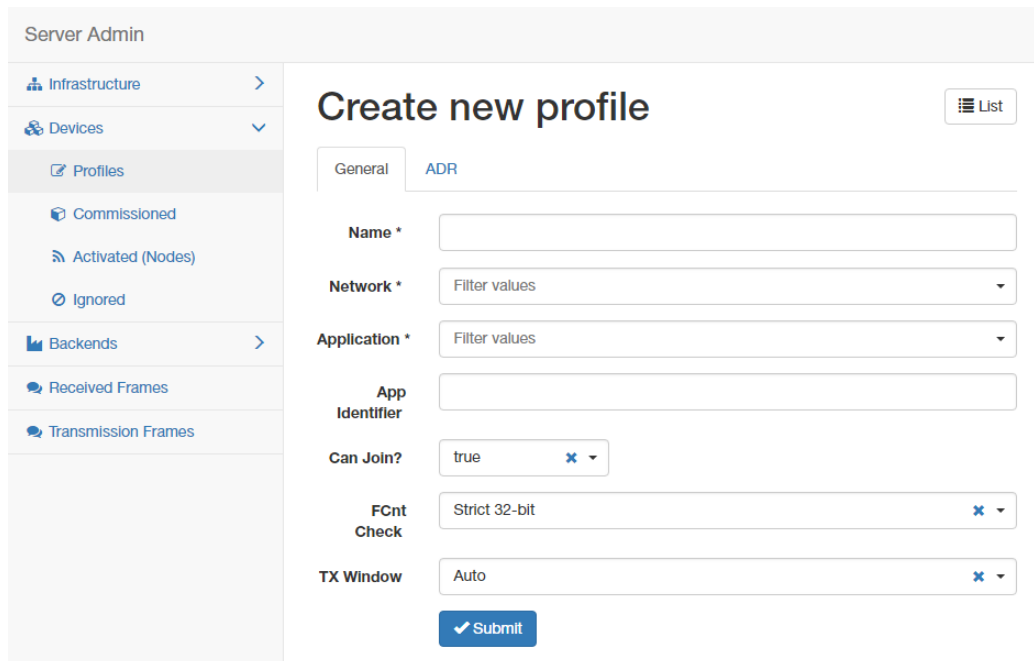 Server Admin
Infrastructure
Devices
Profiles
Commissioned
Activated (Nodes)
Ignored
Backends
Received Frames
Transmission Frames
Create new profile
List
General
ADR
Name *
Network *
Filter values
Application *
Filter values
App
Identifier
Can Join?
true
FCnt
Check
Strict 32-bit
TX Window
Auto
Submit